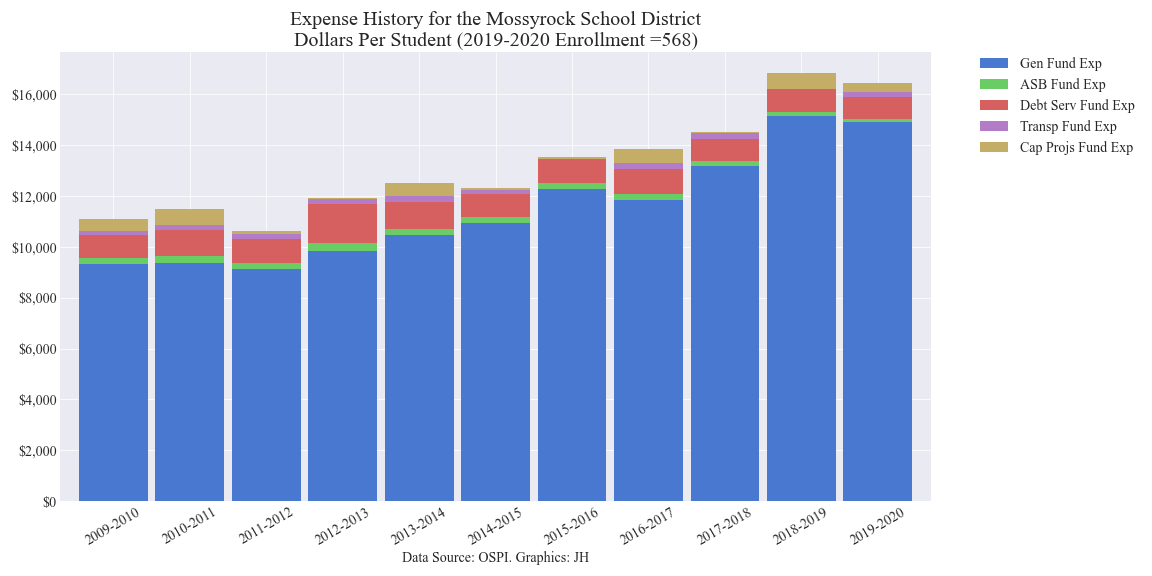 Expense History for the Mossyrock School District
Dollars Per Student (2019-2020 Enrollment =568)
Gen Fund Exp
ASB Fund Exp
Debt Serv Fund Exp
Transp Fund Exp
Cap Projs Fund Exp
$16,000
$14,000
$12,000
$10,000
$8,000
$6,000
$4,000
$2,000
$0
2009-2010
2010-2011
2011-2012
2012-2013
2013-2014
2014-2015
2015-2016
2016-2017
2017-2018
2018-2019
2019-2020
Data Source: OSPI. Graphics: JH